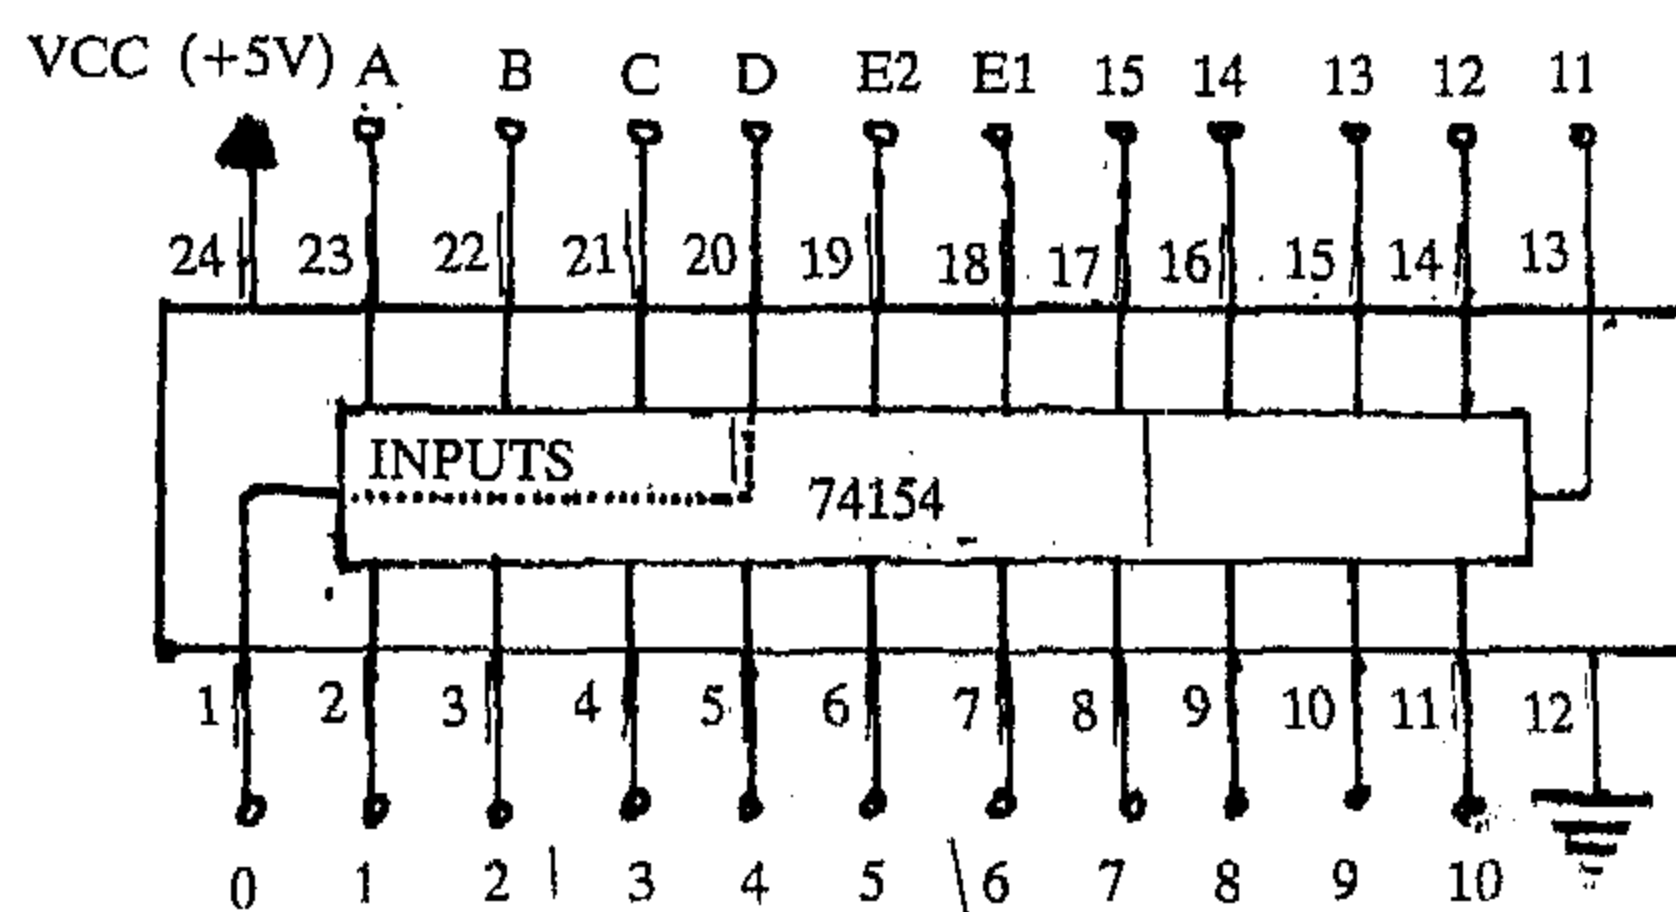 VCC (+5V) A B C D E2 E1 15 14 13 12 11
24 23 22 21 20 19 18 17 16 15 14 13
INPUTS
74154
1 2 3 4 5 6 7 8 9 10 11 12
0 1 2 3 4 5 6 7 8 9 10